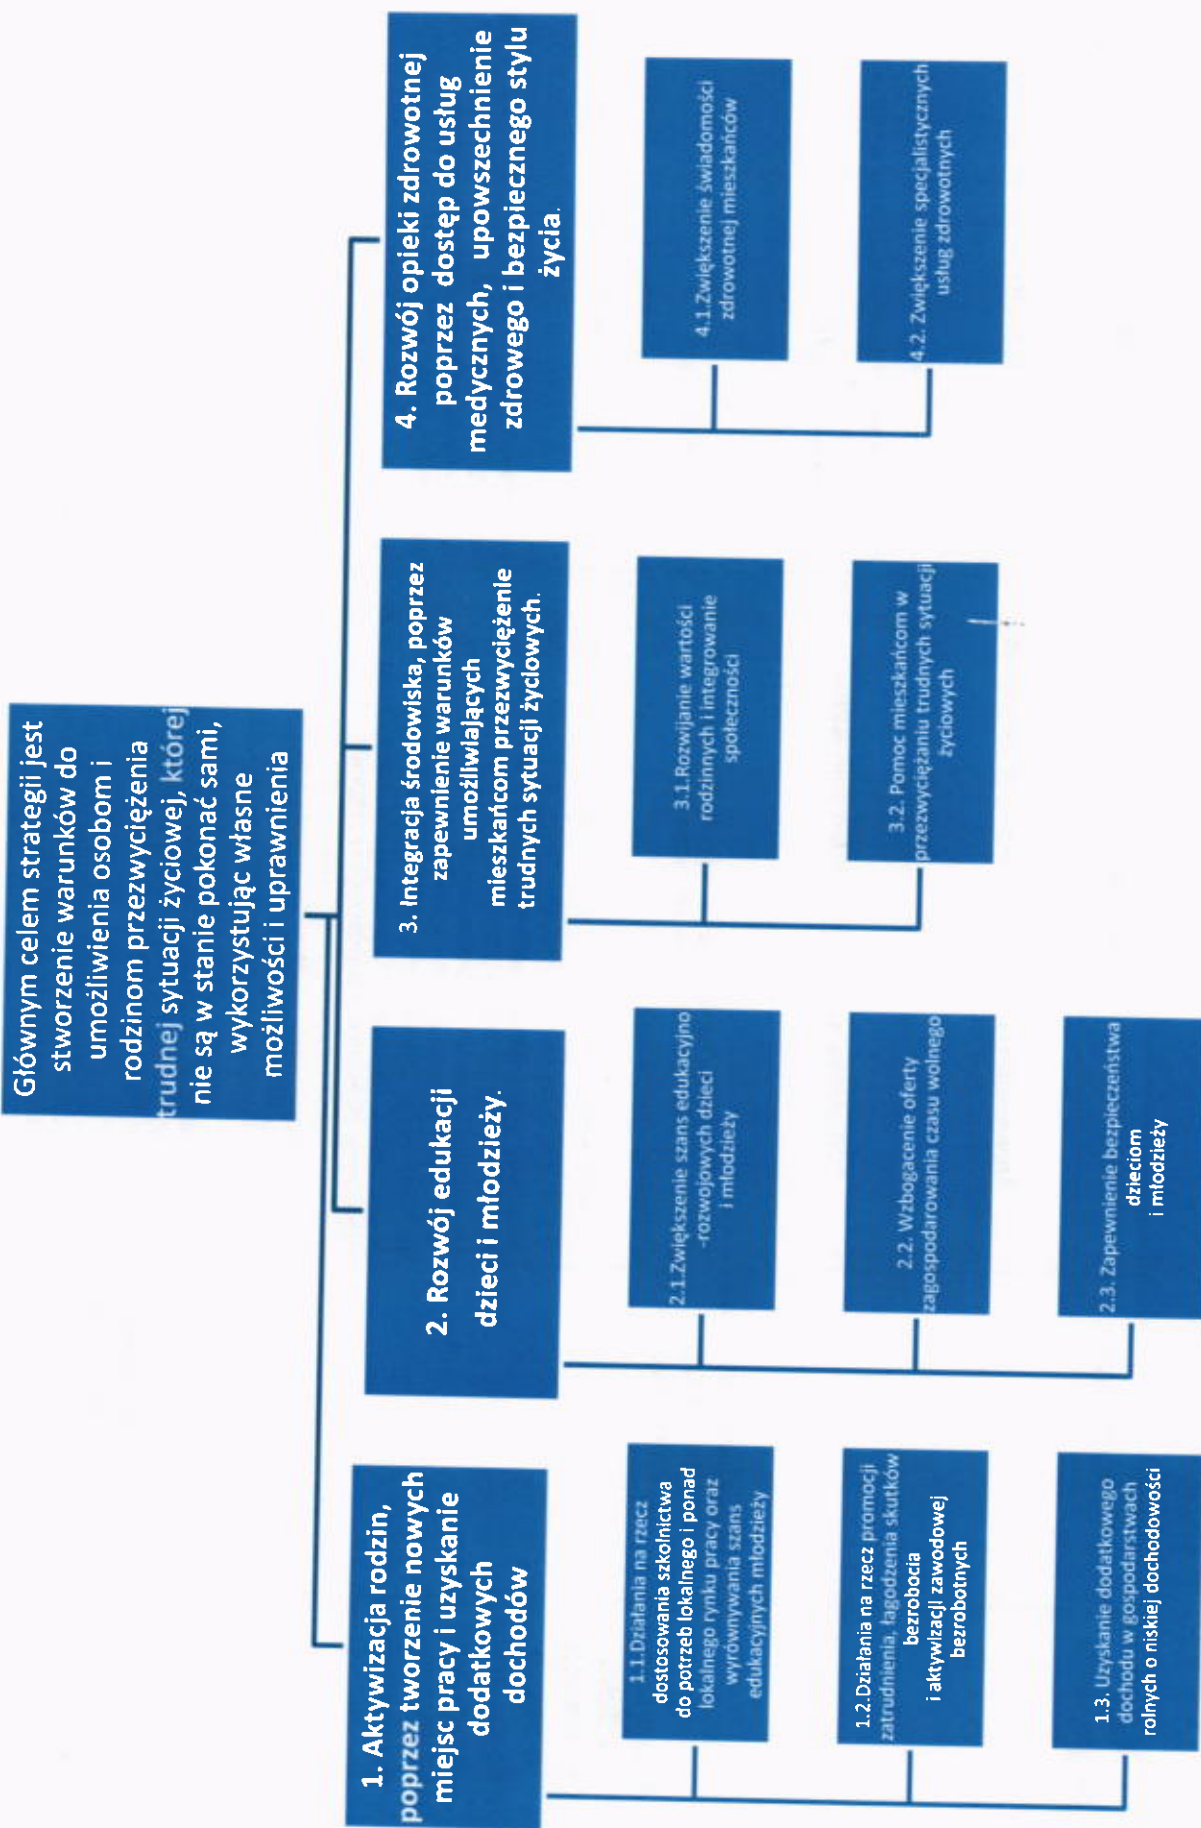 Głównym celem strategii jest
stworzenie warunków do
umożliwienia osobom i
rodzinom przezwyciężenia
trudnej sytuacji życiowej, której
nie są w stanie pokonać sami,
wykorzystując własne
możliwości i uprawnienia
1. Aktywizacja rodzin,
poprzez tworzenie nowych
miejsc pracy i uzyskanie
dodatkowych
dochodów
1.1.Działania na rzecz
dostosowania szkolnictwa
do potrzeb lokalnego i ponad
lokalnego rynku pracy oraz
wyrównywania szans
edukacyjnych młodzieży
1.2.Działania na rzecz promocji
zatrudnienia, łagodzenia skutków
bezrobocia
i aktywizacji zawodowej
bezrobotnych
1.3. Uzyskanie dodatkowego
dochodu w gospodarstwach
rolnych o niskiej dochodowości
2. Rozwój edukacji
dzieci i młodzieży.
2.1.Zwiększenie szans edukacyjno
-rozwojowych dzieci
i młodzieży
2.2. Wzbogacenie oferty
zagospodarowania czasu wolnego
2.3. Zapewnienie bezpieczeństwa
dzieciom
i młodzieży
3. Integracja środowiska, poprzez
zapewnienie warunków
umożliwiających
mieszkańcom przezwyciężenie
trudnych sytuacji życiowych.
3.1.Rozwijanie wartości
rodzinnych i integrowanie
społeczności
3.2. Pomoc mieszkańcom w
przezwyciężaniu trudnych sytuacji
życiowych
4. Rozwój opieki zdrowotnej
poprzez dostęp do usług
medycznych, upowszechnienie
zdrowego i bezpiecznego stylu
życia.
4.1.Zwiększenie świadomości
zdrowotnej mieszkańców
4.2. Zwiększenie specjalistycznych
usług zdrowotnych